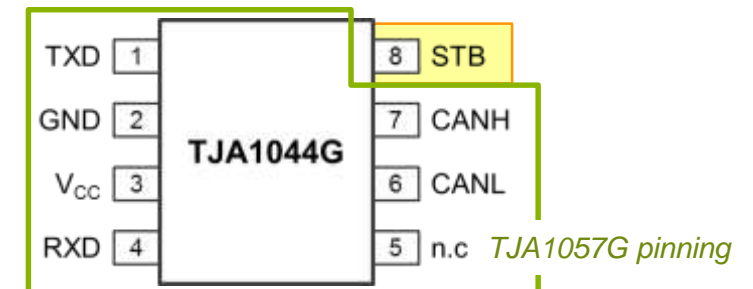 TXD 1 8 STB
GND 2 7 CANH
TJA1044G
VCC 3 6 CANL
RXD 4 5 n.c TJA1057G pinning